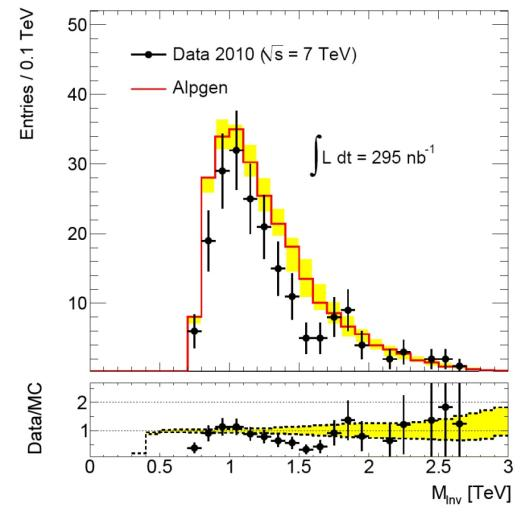 Entries / 0.1 TeV
50
40
30
20
10
Data 2010 (√s = 7 TeV)
Alpgen
∫L dt = 295 nb⁻¹
Data/MC
2
1
0 0.5 1 1.5 2 2.5 3
M_Inv [TeV]